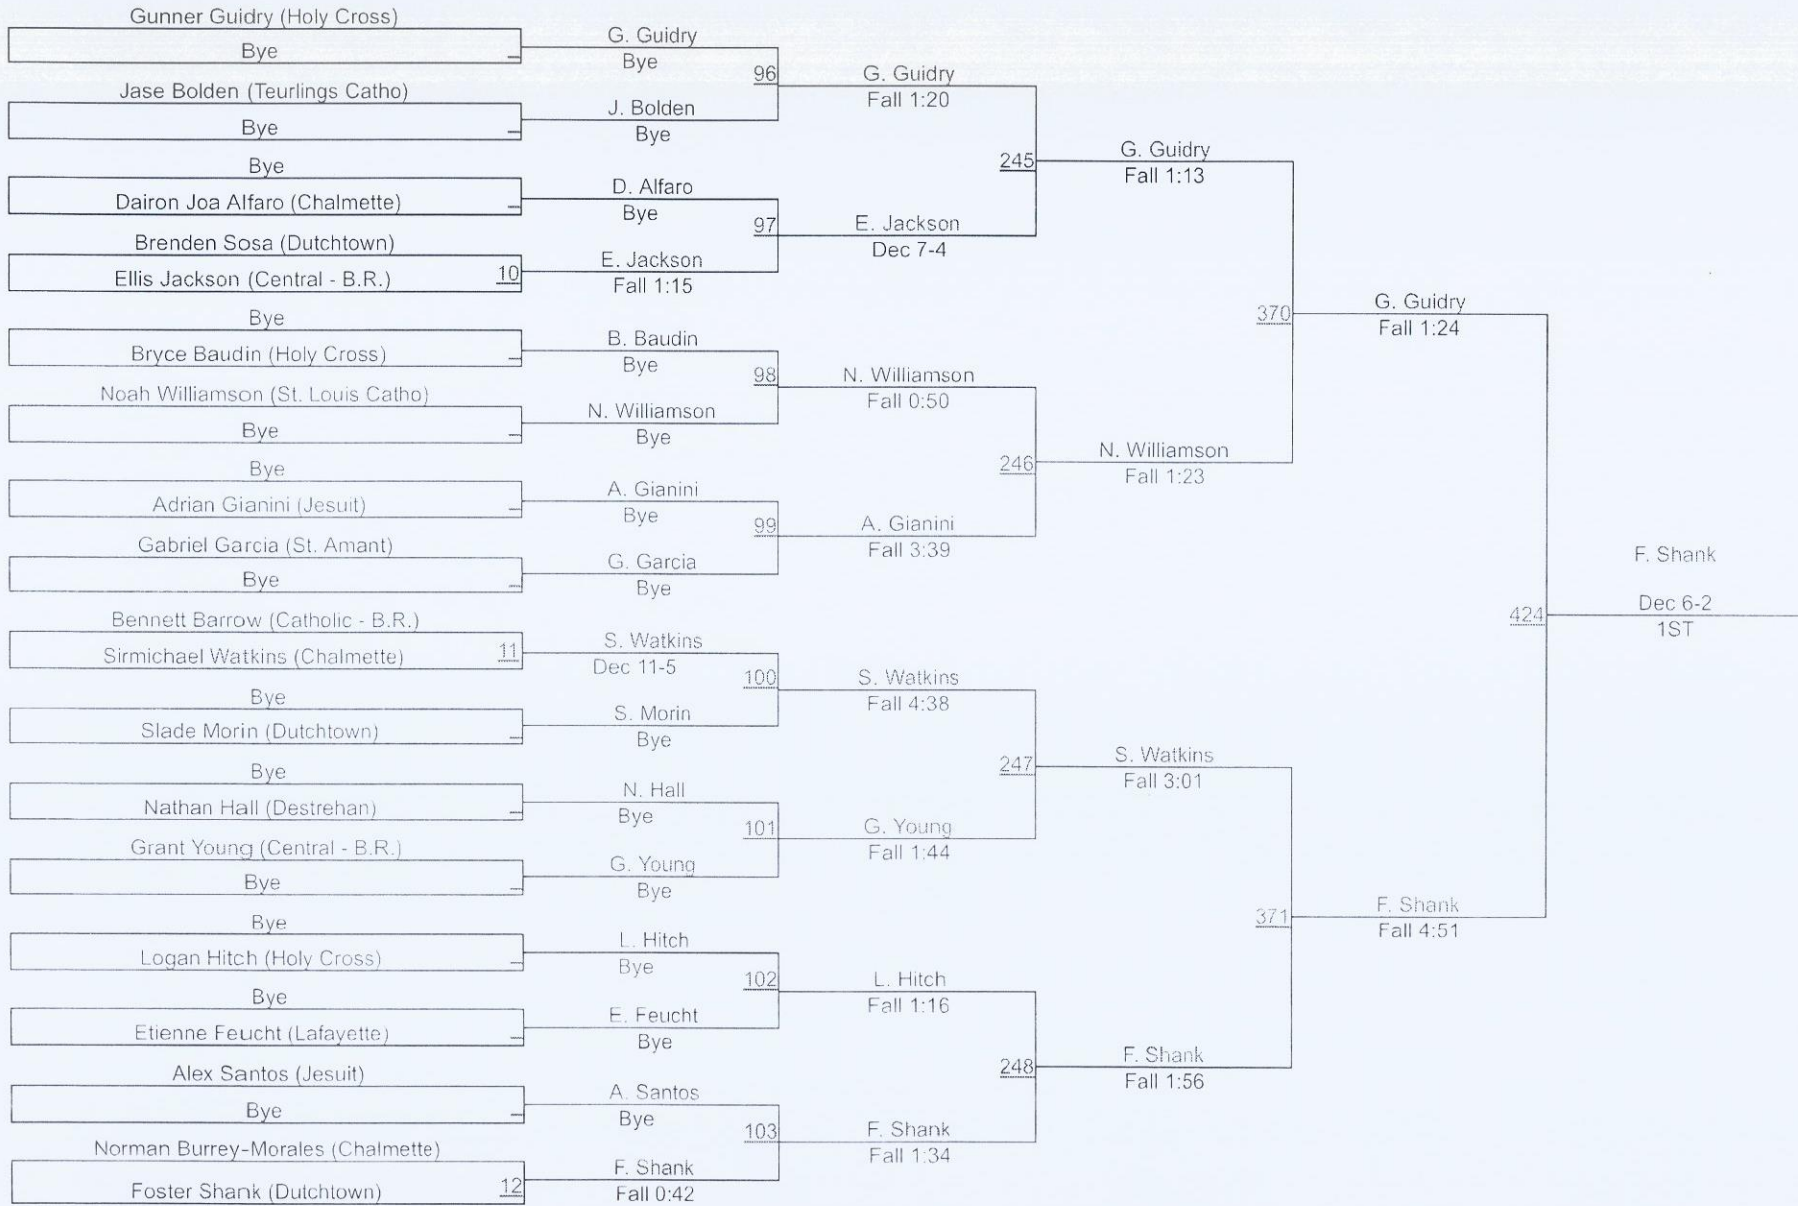 Gunner Guidry (Holy Cross)
Bye
Jase Bolden (Teurlings Catho)
Bye
Bye
Dairon Joa Alfaro (Chalmette)
Brenden Sosa (Dutchtown)
Ellis Jackson (Central - B.R.)
10
Bye
Bryce Baudin (Holy Cross)
Noah Williamson (St. Louis Catho)
Bye
Bye
Adrian Gianini (Jesuit)
Gabriel Garcia (St. Amant)
Bye
Bennett Barrow (Catholic - B.R.)
Sirmichael Watkins (Chalmette)
11
Bye
Slade Morin (Dutchtown)
Bye
Nathan Hall (Destrehan)
Grant Young (Central - B.R.)
Bye
Bye
Logan Hitch (Holy Cross)
Bye
Etienne Feucht (Lafayette)
Alex Santos (Jesuit)
Bye
Norman Burrey-Morales (Chalmette)
Foster Shank (Dutchtown)
12
G. Guidry
Bye
96
J. Bolden
Bye
D. Alfaro
Bye
97
E. Jackson
Fall 1:15
B. Baudin
Bye
98
N. Williamson
Bye
A. Gianini
Bye
99
G. Garcia
Bye
S. Watkins
Dec 11-5
100
S. Morin
Bye
N. Hall
Bye
101
G. Young
Bye
L. Hitch
Bye
102
E. Feucht
Bye
A. Santos
Bye
103
F. Shank
Fall 0:42
G. Guidry
Fall 1:20
245
E. Jackson
Dec 7-4
N. Williamson
Fall 0:50
246
A. Gianini
Fall 3:39
S. Watkins
Fall 4:38
247
G. Young
Fall 1:44
L. Hitch
Fall 1:16
248
F. Shank
Fall 1:34
G. Guidry
Fall 1:13
370
N. Williamson
Fall 1:23
S. Watkins
Fall 3:01
371
F. Shank
Fall 1:56
G. Guidry
Fall 1:24
424
F. Shank
Fall 4:51
F. Shank
Dec 6-2
1ST